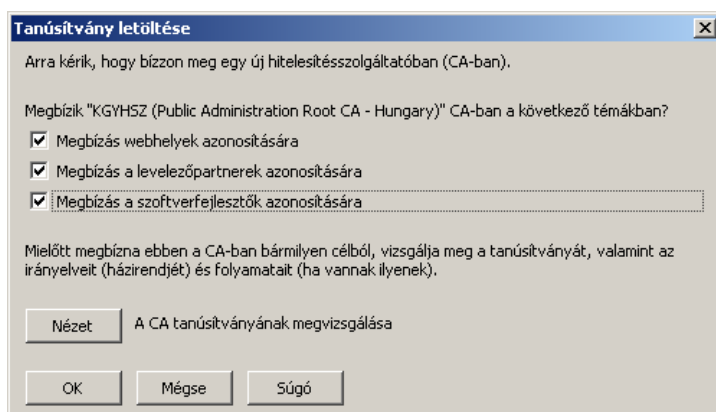 Tanúsítvány letöltése
Arra kérik, hogy bízzon meg egy új hitelesítésszolgáltatóban (CA-ban).
Megbízik "KGYHSZ (Public Administration Root CA - Hungary)" CA-ban a következő témákban?
Megbízás webhelyek azonosítására
Megbízás a levelezőpartnerek azonosítására
Megbízás a szoftverfejlesztők azonosítására
Mielőtt megbízna ebben a CA-ban bármilyen célból, vizsgálja meg a tanúsítványát, valamint az
irányelveit (házirendjét) és folyamatait (ha vannak ilyenek).
Nézet A CA tanúsítványának megvizsgálása
OK Mégse Súgó